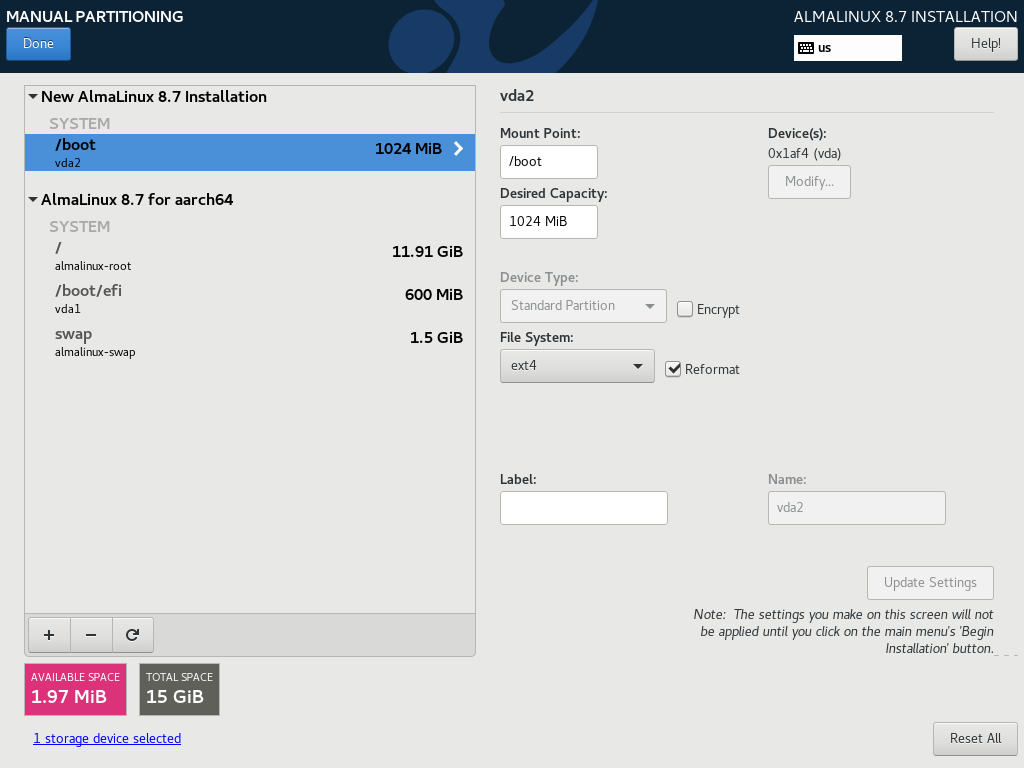 MANUAL PARTITIONING
ALMALINUX 8.7 INSTALLATION
Done
us
Help!
New AlmaLinux 8.7 Installation
SYSTEM
/boot
1024 MiB
vda2
AlmaLinux 8.7 for aarch64
SYSTEM
/
11.91 GiB
almalinux-root
/boot/efi
600 MiB
vda1
swap
1.5 GiB
almalinux-swap
+
−
AVAILABLE SPACE
1.97 MiB
TOTAL SPACE
15 GiB
1 storage device selected
vda2
Mount Point:
/boot
Device(s):
0x1af4 (vda)
Modify...
Desired Capacity:
1024 MiB
Device Type:
Standard Partition
Encrypt
File System:
ext4
Reformat
Label:
Name:
vda2
Update Settings
Note: The settings you make on this screen will not
be applied until you click on the main menu's 'Begin
Installation' button.
Reset All